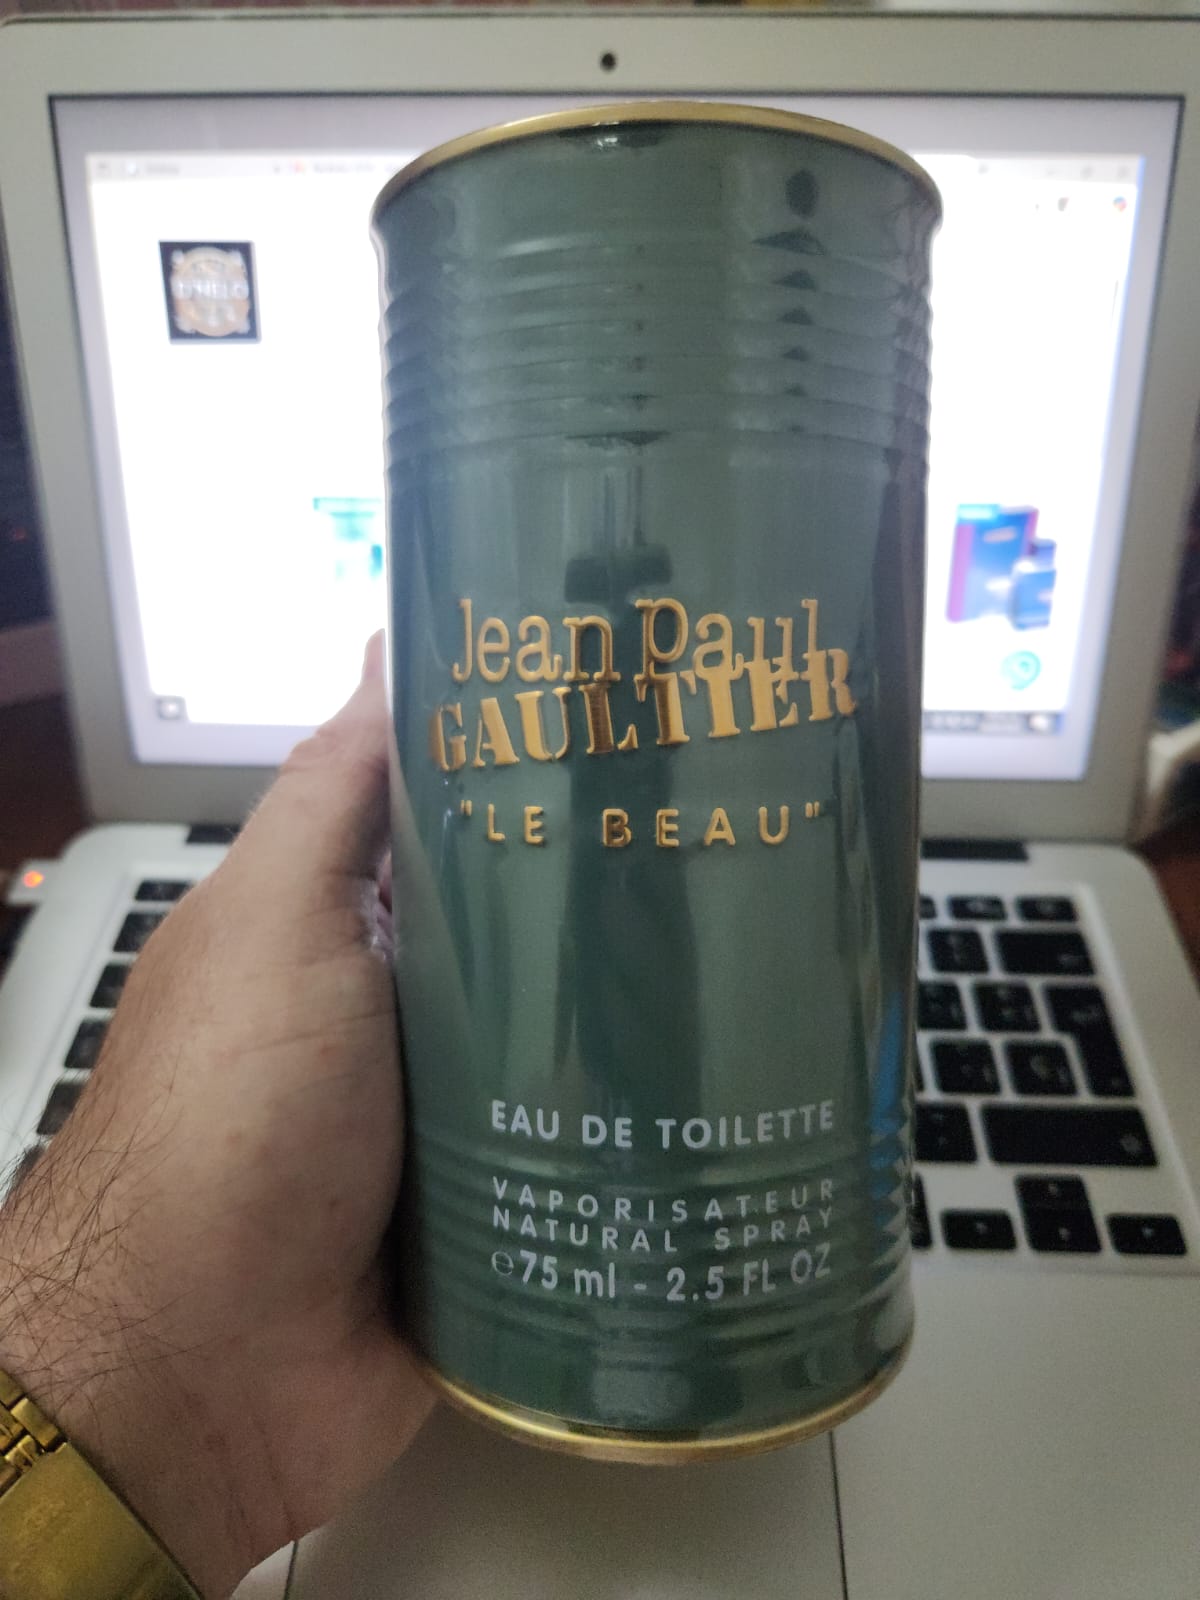 Jean Paul
GAULTIER
"LE BEAU"
EAU DE TOILETTE
VAPORISATEUR
NATURAL SPRAY
℮75 ml - 2.5 FL OZ